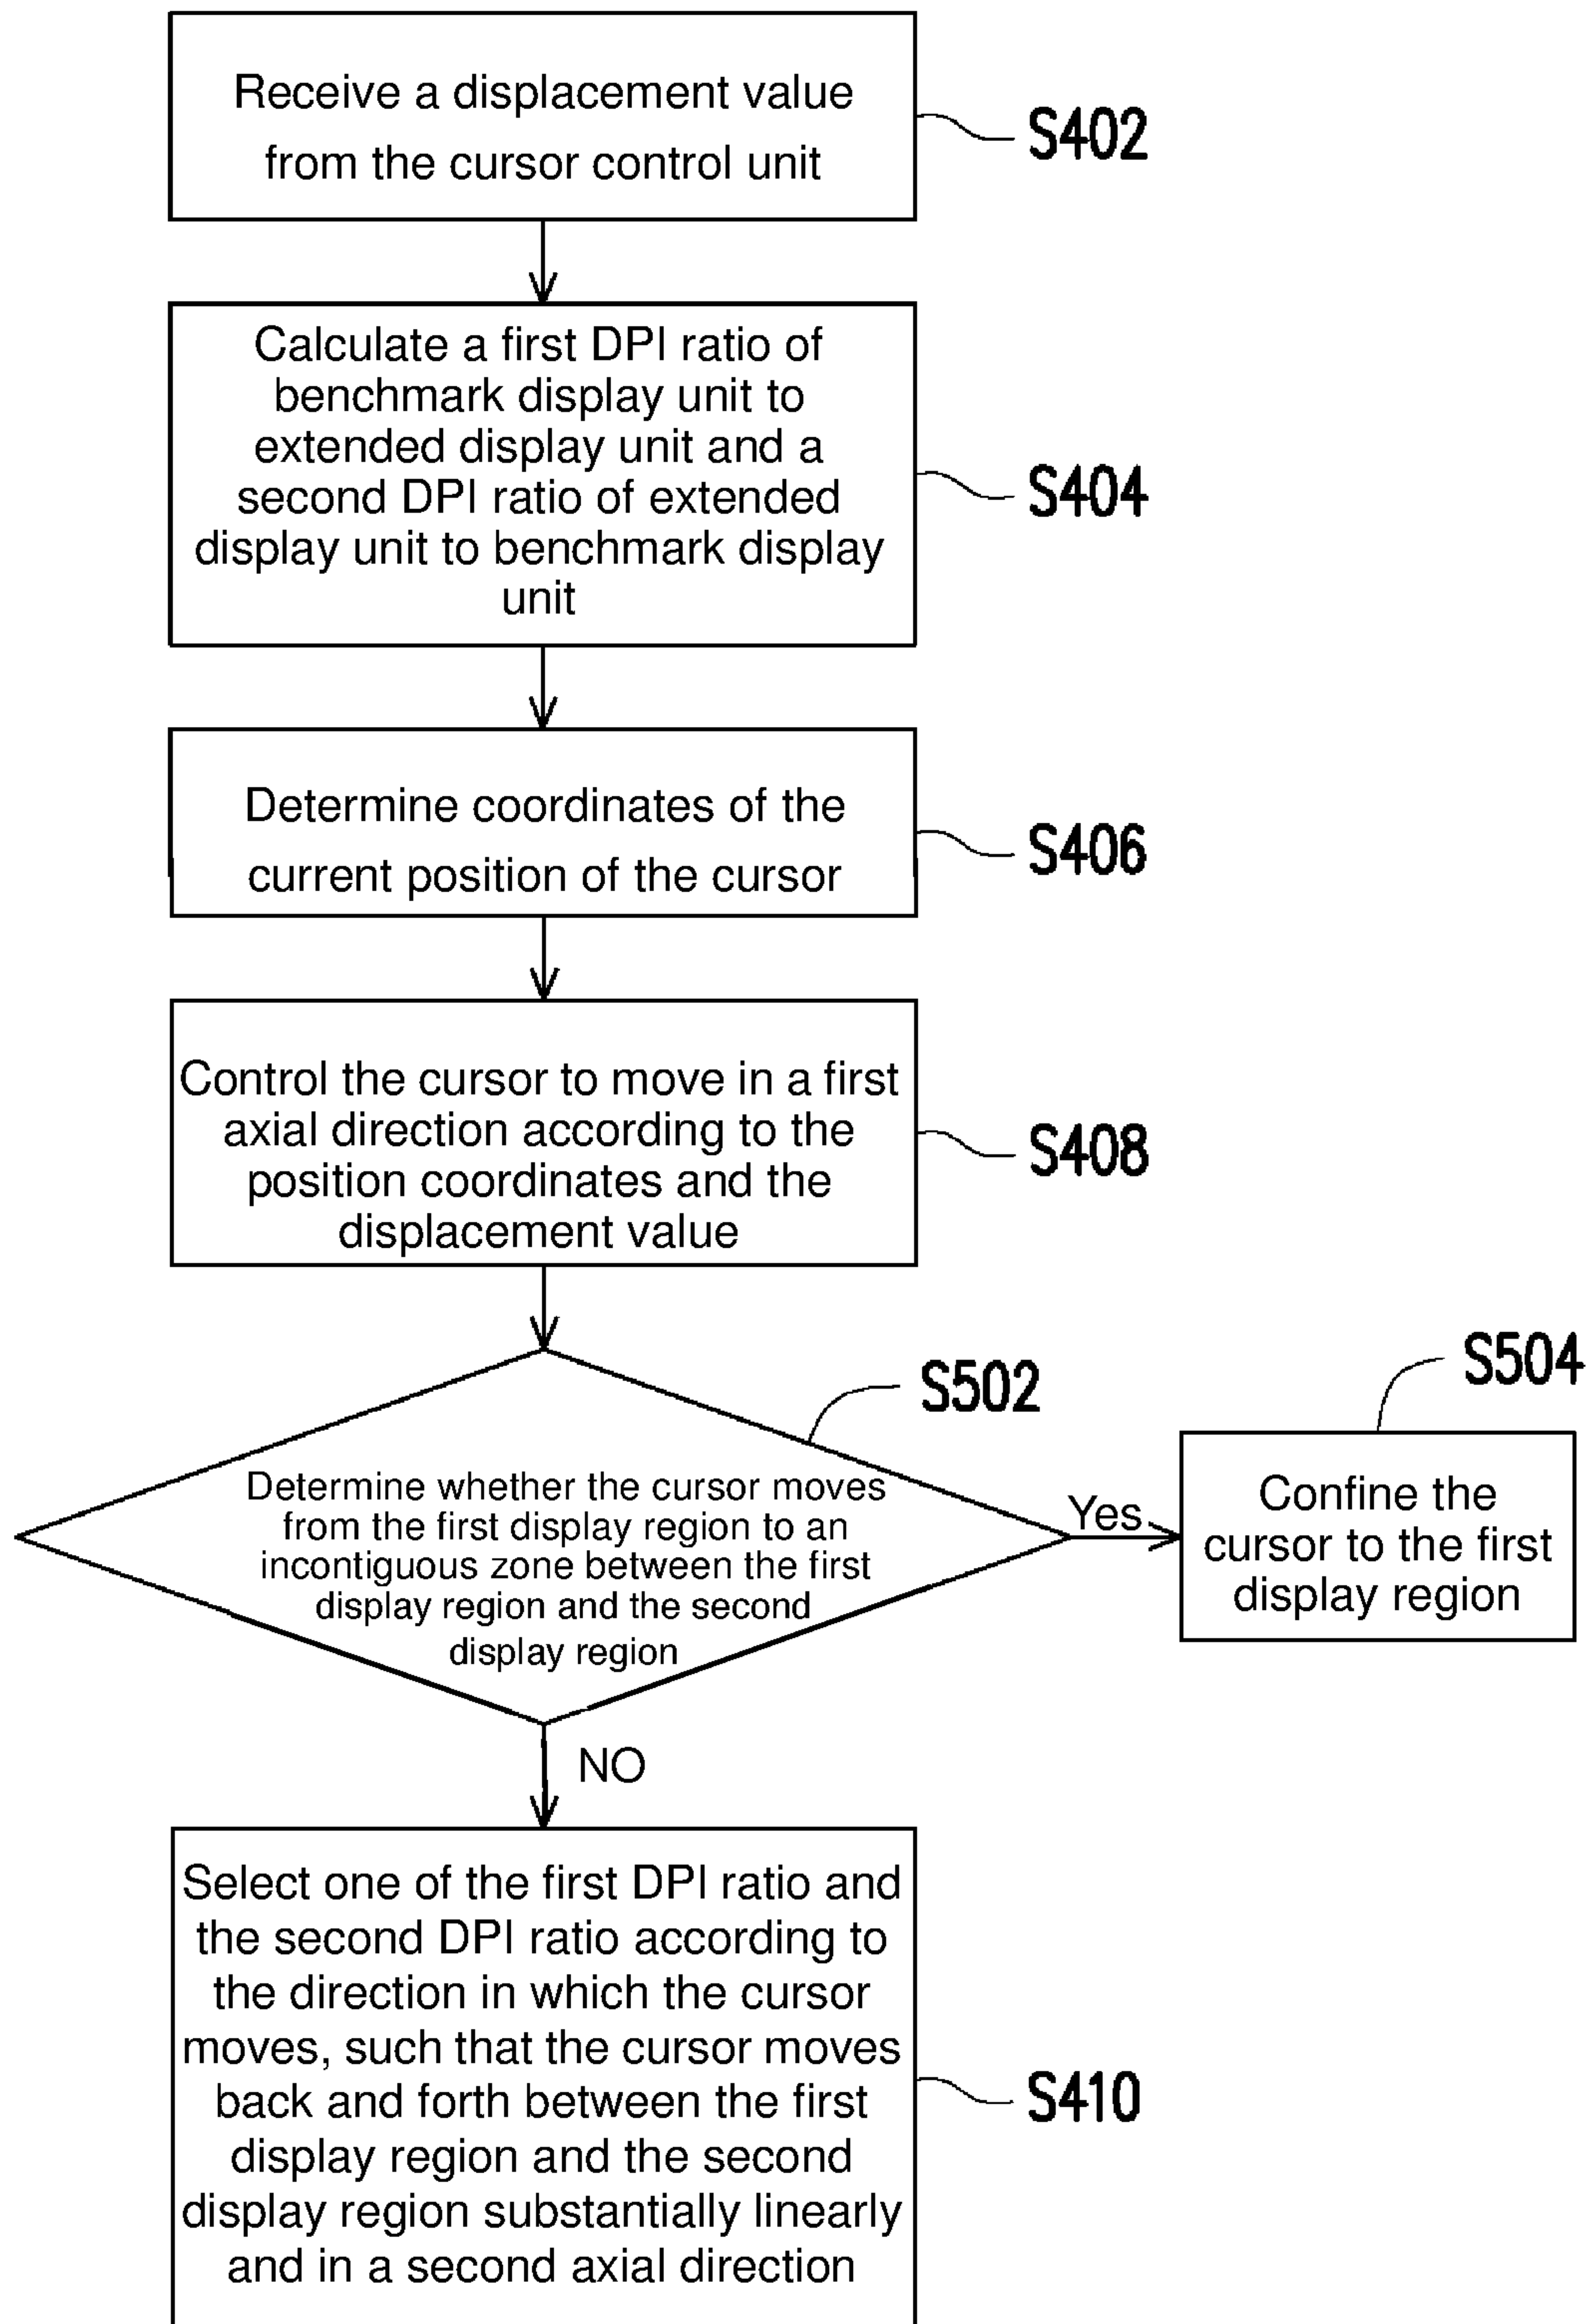 Receive a displacement value
from the cursor control unit
S402
Calculate a first DPI ratio of
benchmark display unit to
extended display unit and a
second DPI ratio of extended
display unit to benchmark display
unit
S404
Determine coordinates of the
current position of the cursor
S406
Control the cursor to move in a first
axial direction according to the
position coordinates and the
displacement value
S408
S502
Determine whether the cursor moves
from the first display region to an
incontiguous zone between the first
display region and the second
display region
Yes
S504
Confine the
cursor to the first
display region
NO
Select one of the first DPI ratio and
the second DPI ratio according to
the direction in which the cursor
moves, such that the cursor moves
back and forth between the first
display region and the second
display region substantially linearly
and in a second axial direction
S410